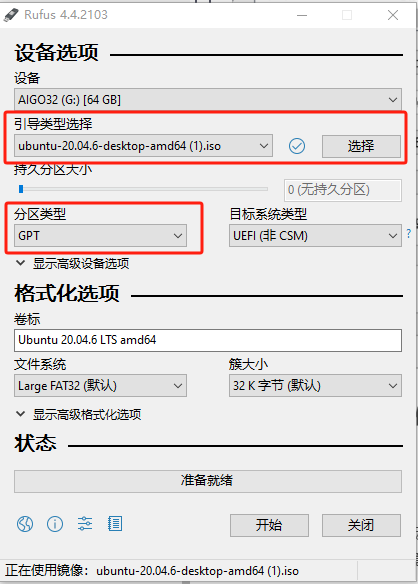 Rufus 4.4.2103
设备选项
设备
AIGO32 (G:) [64 GB]
引导类型选择
ubuntu-20.04.6-desktop-amd64 (1).iso
选择
持久分区大小
0 (无持久分区)
分区类型
目标系统类型
GPT
UEFI (非 CSM)
?
显示高级设备选项
格式化选项
卷标
Ubuntu 20.04.6 LTS amd64
文件系统
簇大小
Large FAT32 (默认)
32 K 字节 (默认)
显示高级格式化选项
状态
准备就绪
开始
关闭
正在使用镜像：ubuntu-20.04.6-desktop-amd64 (1).iso